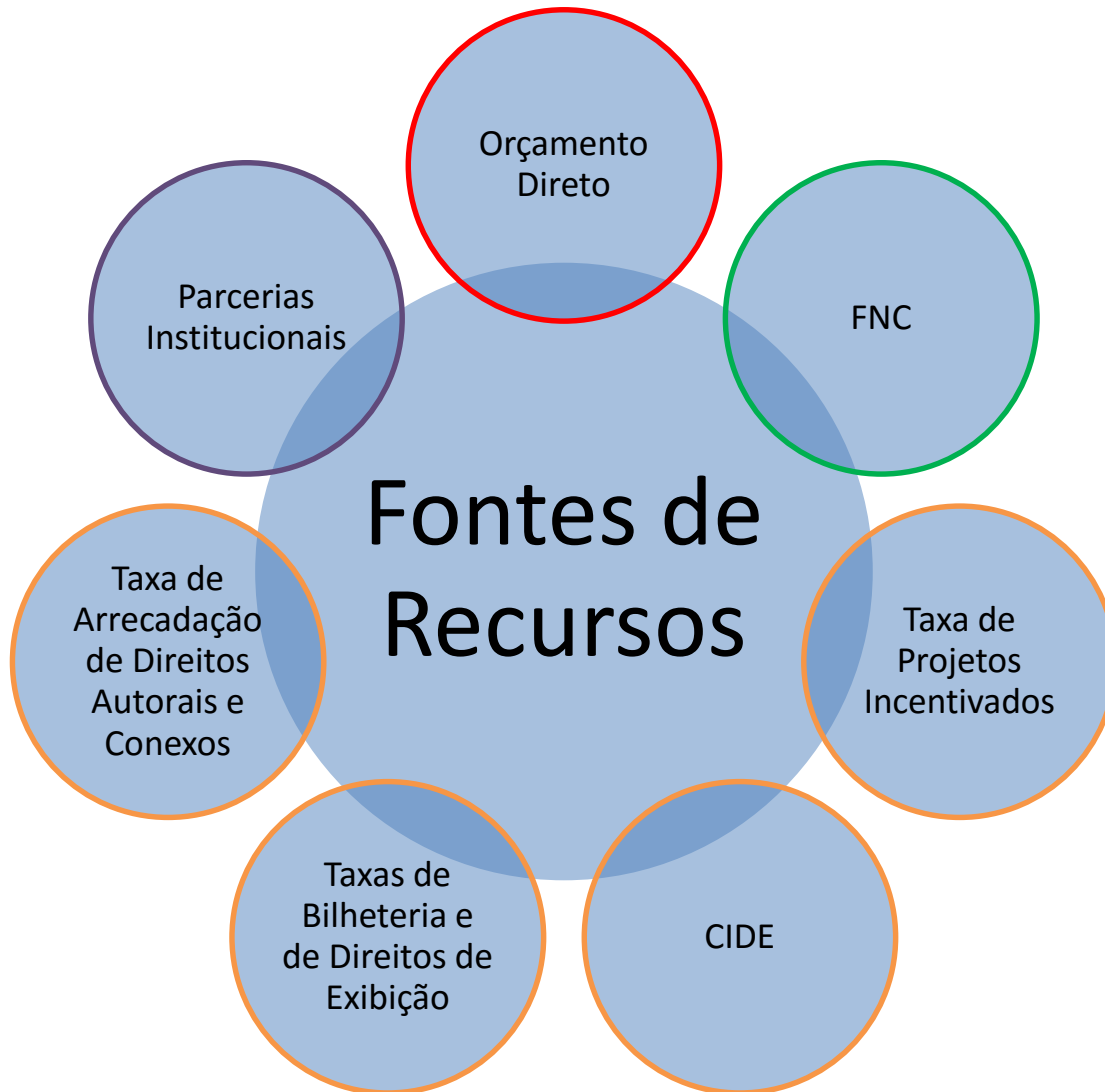 Orçamento
Direto
FNC
Parcerias
Institucionais
Fontes de
Recursos
Taxa de
Arrecadação
de Direitos
Autorais e
Conexos
Taxa de
Projetos
Incentivados
Taxas de
Bilheteria e
de Direitos de
Exibição
CIDE